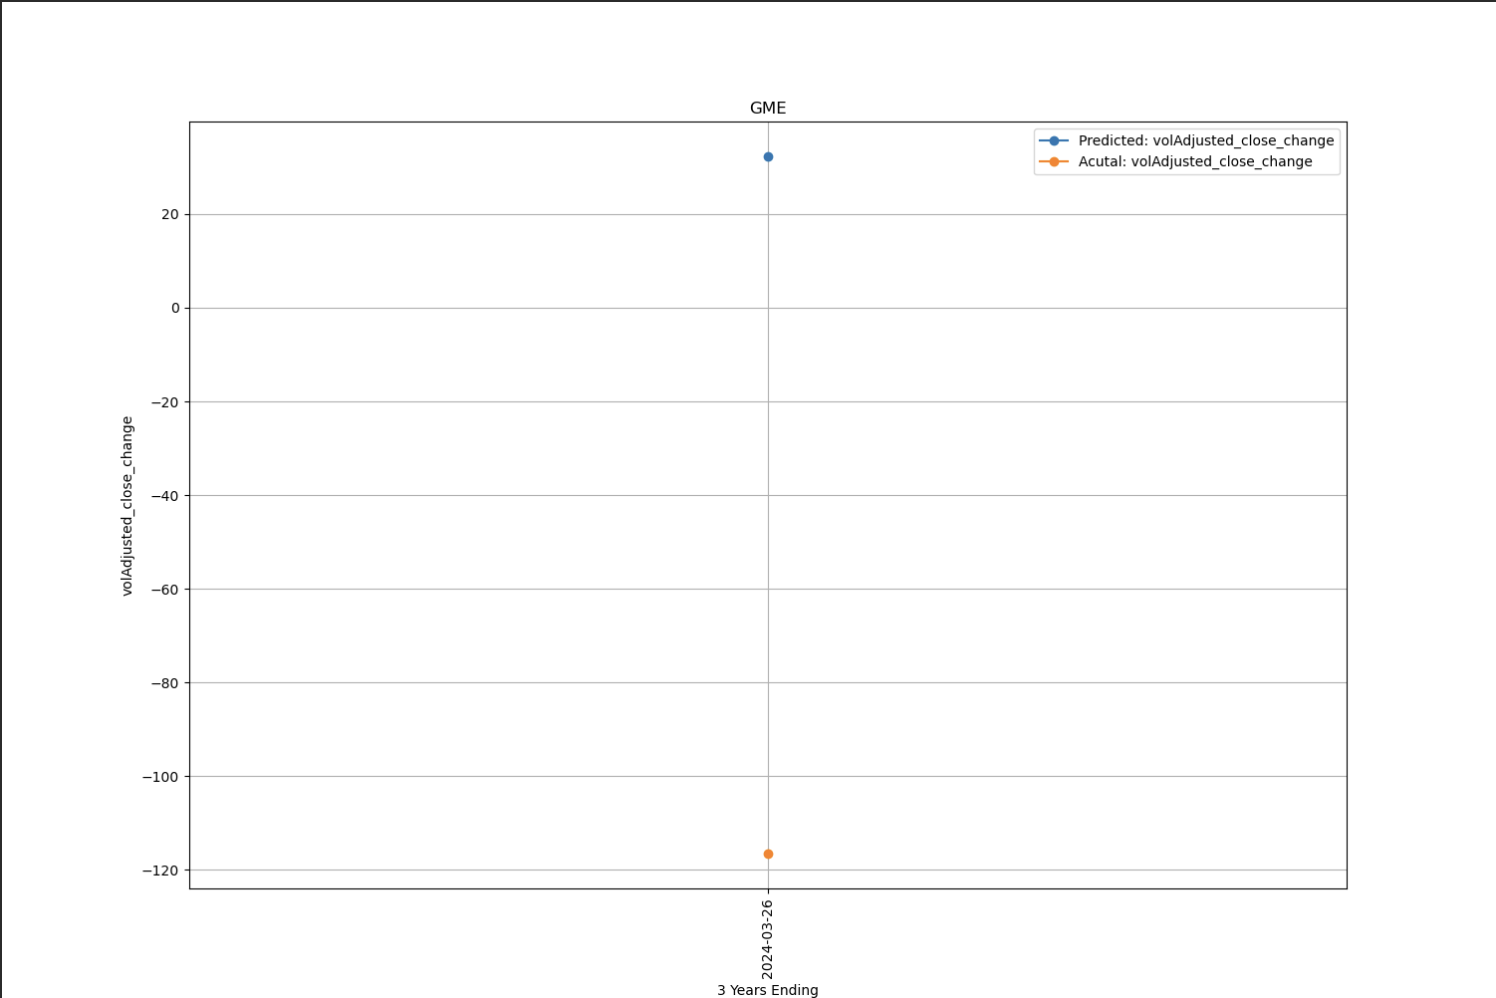 GME
Predicted: volAdjusted_close_change
Acutal: volAdjusted_close_change
volAdjusted_close_change
20
0
−20
−40
−60
−80
−100
−120
2024-03-26
3 Years Ending